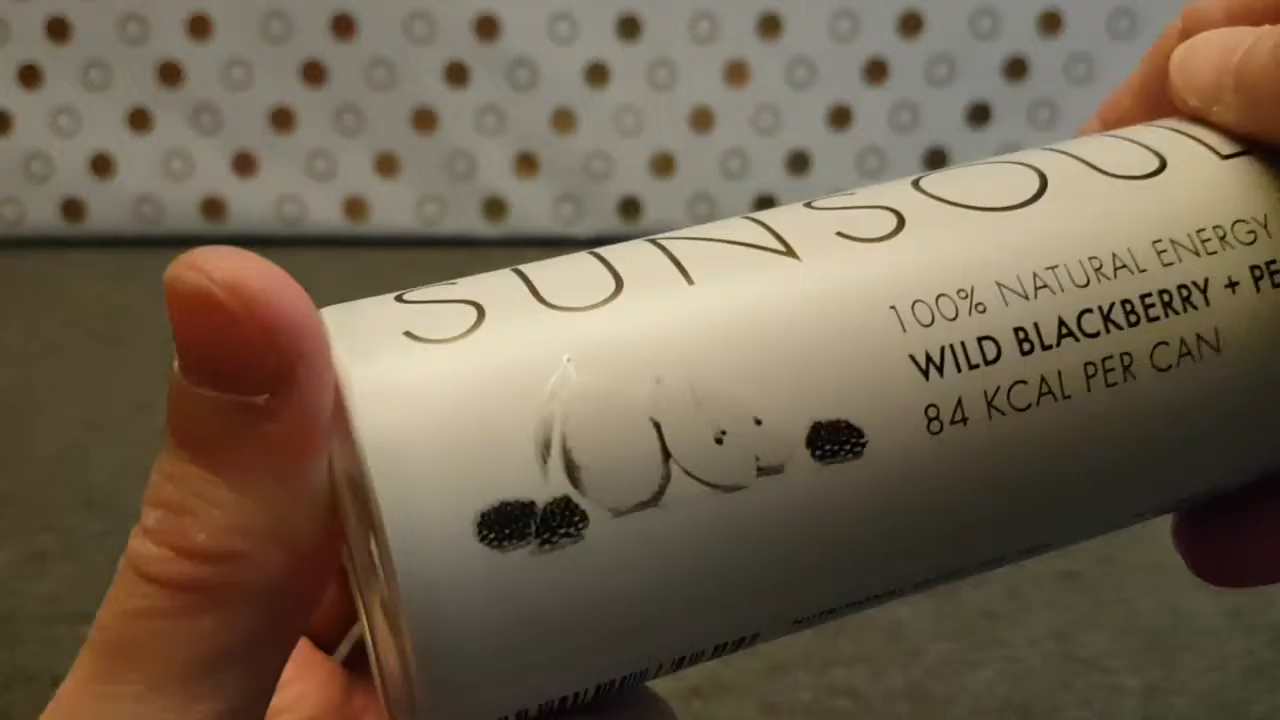 SUNSOUL
100% NATURAL ENERGY
WILD BLACKBERRY + PE
84 KCAL PER CAN